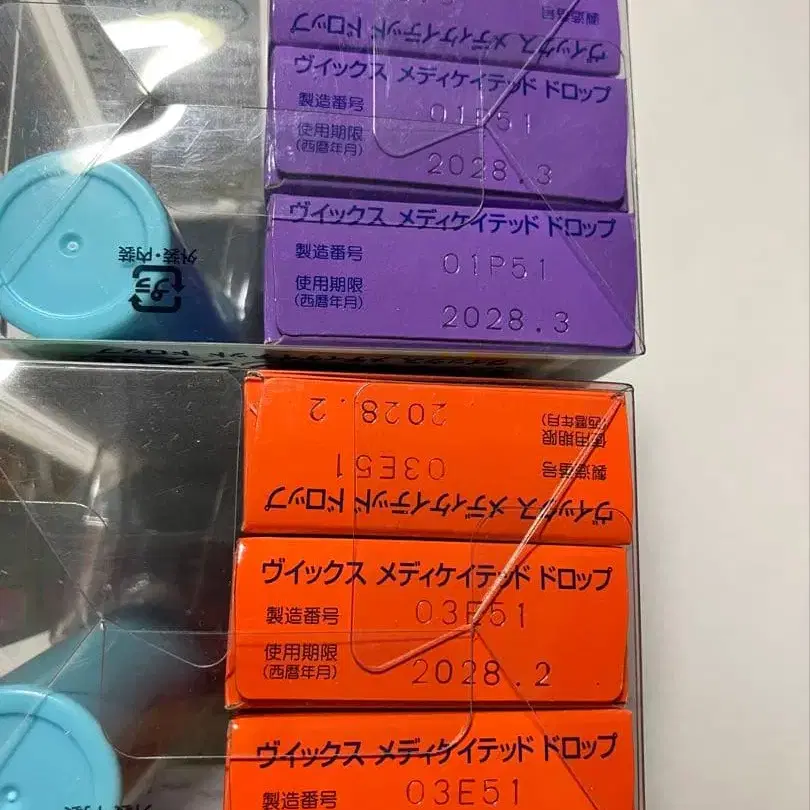 製造番号
ヴイックス メディケイテッド ドロップ
ヴイックス メディケイテッド ドロップ
製造番号 01P51
使用期限
(西暦年月) 2028.3
ヴイックス メディケイテッド ドロップ
製造番号 01P51
使用期限
(西暦年月) 2028.3
外装・内装
プラ
2028.2
使用期限
(西暦年月)
製造番号 03E51
ヴイックス メディケイテッド ドロップ
ヴイックス メディケイテッド ドロップ
製造番号 03E51
使用期限
(西暦年月) 2028.2
ヴイックス メディケイテッド ドロップ
製造番号 03E51